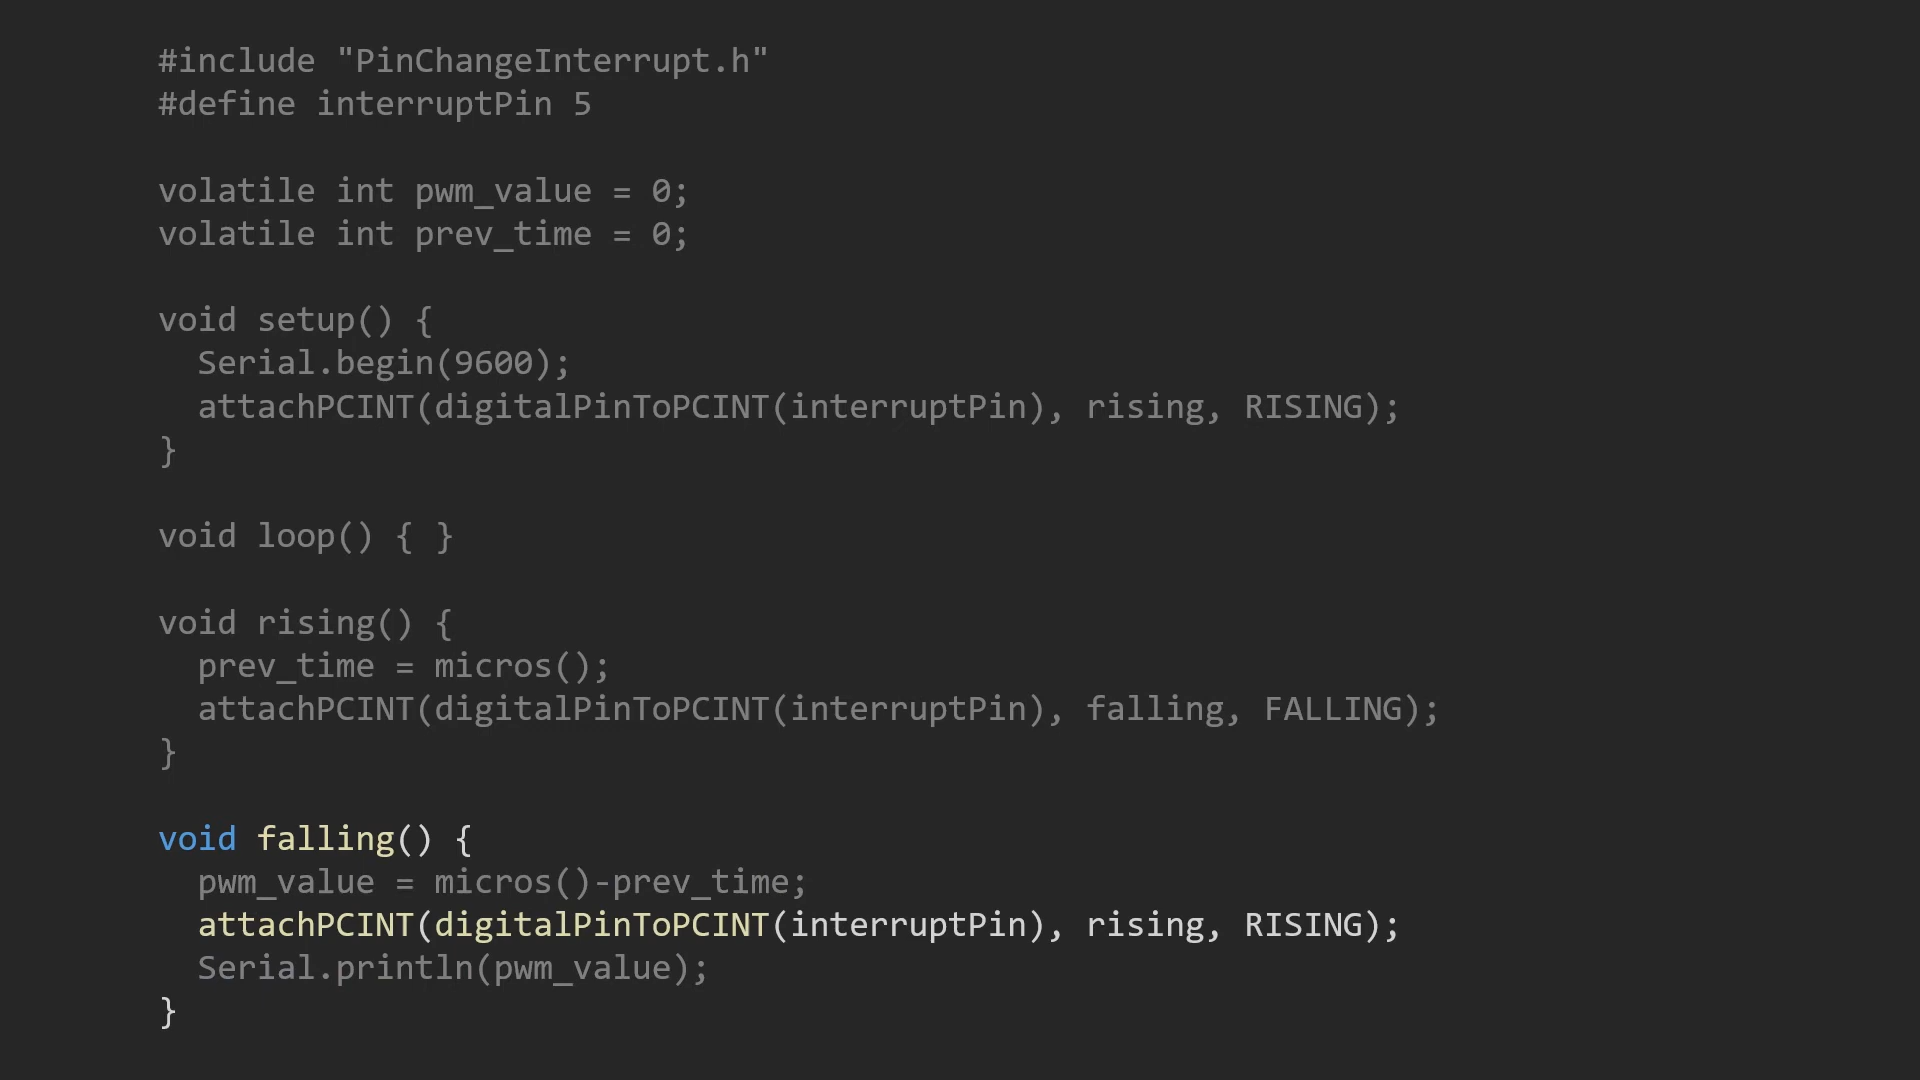 #include "PinChangeInterrupt.h"
#define interruptPin 5
volatile int pwm_value = 0;
volatile int prev_time = 0;
void setup() {
Serial.begin(9600);
attachPCINT(digitalPinToPCINT(interruptPin), rising, RISING);
}
void loop() { }
void rising() {
prev_time = micros();
attachPCINT(digitalPinToPCINT(interruptPin), falling, FALLING);
}
void falling() {
pwm_value = micros()-prev_time;
attachPCINT(digitalPinToPCINT(interruptPin), rising, RISING);
Serial.println(pwm_value);
}